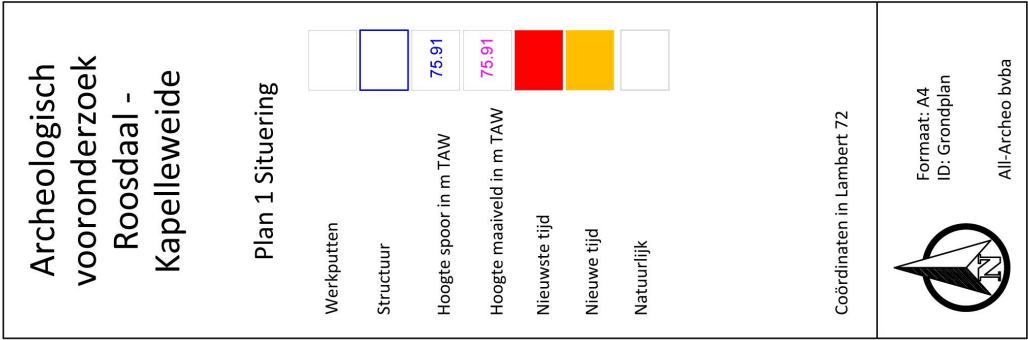 Archeologisch
vooronderzoek
Roosdaal -
Kapelleweide
Plan 1 Situering
Werkputten
Structuur
Hoogte spoor in m TAW 75.91
Hoogte maaiveld in m TAW 75.91
Nieuwste tijd
Nieuwe tijd
Natuurlijk
Coördinaten in Lambert 72
Formaat: A4
ID: Grondplan
All-Archeo bvba
N